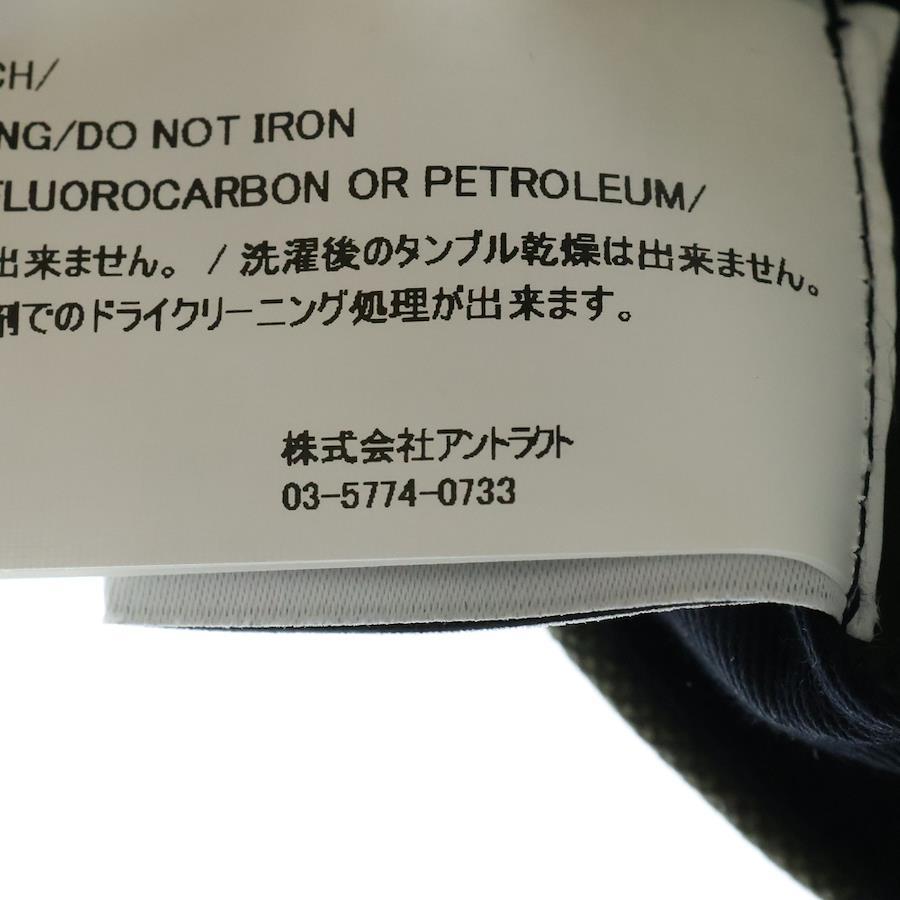 CH/
NG/DO NOT IRON
FLUOROCARBON OR PETROLEUM/
出来ません。/洗濯後のタンブル乾燥は出来ません。
剤でのドライクリーニング処理が出来ます。
株式会社アントラクト
03-5774-0733